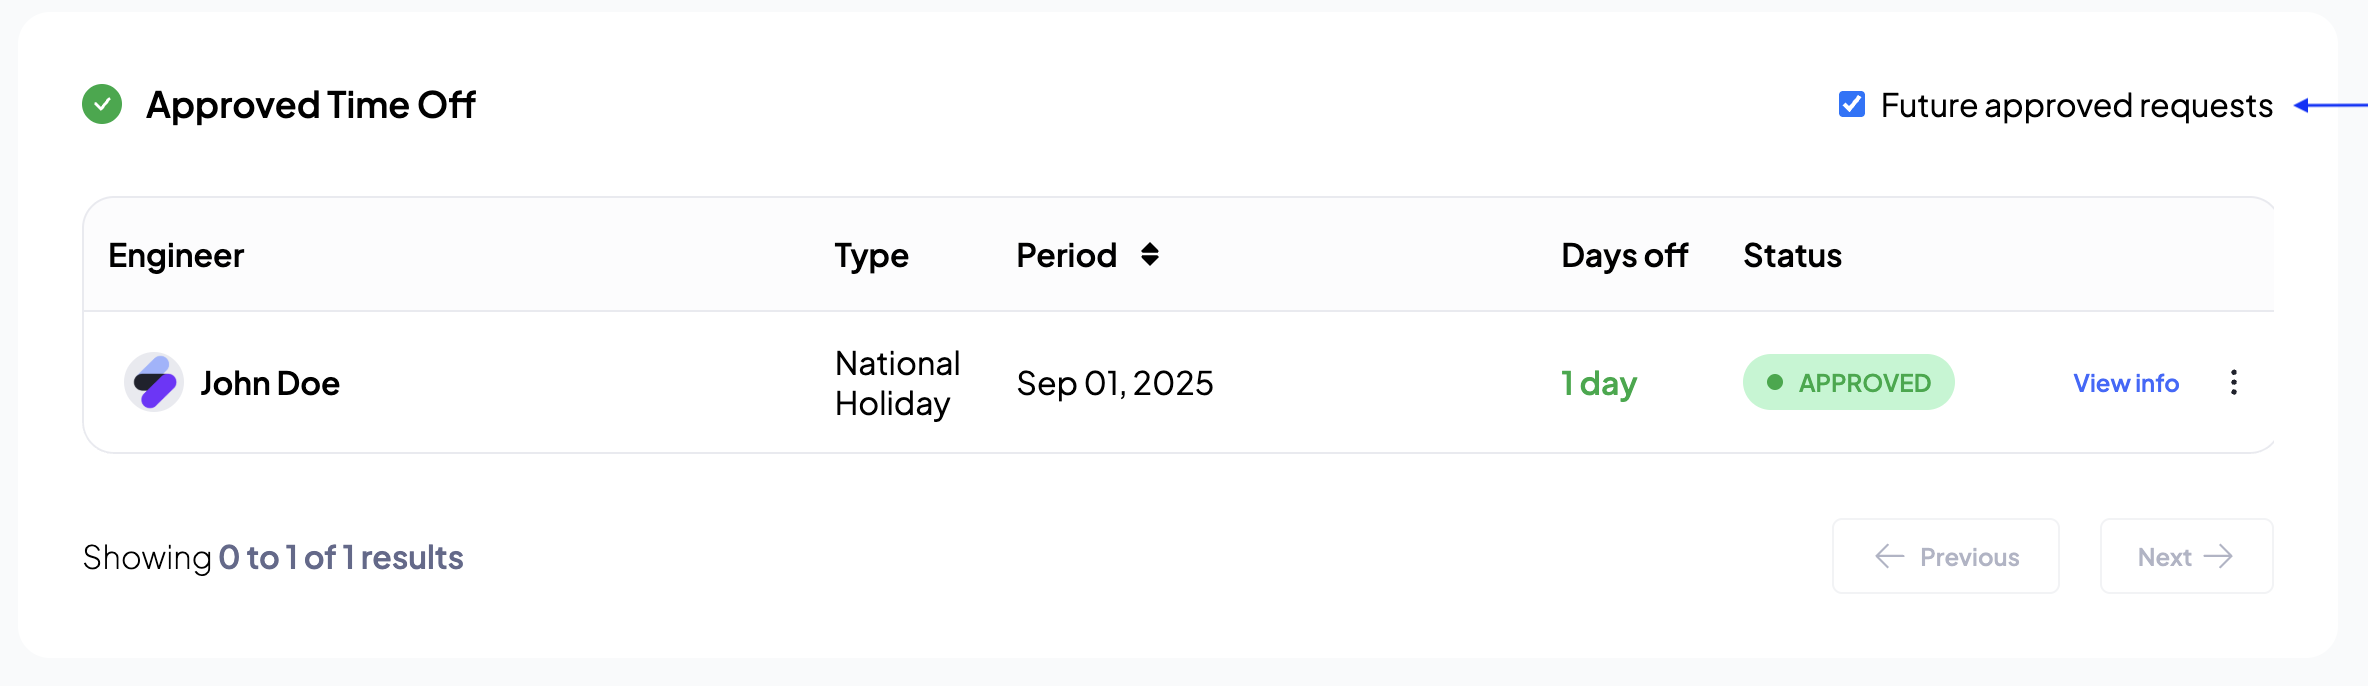 Approved Time Off
Future approved requests
Engineer Type Period Days off Status
John Doe National Holiday Sep 01, 2025 1 day APPROVED View info
Showing 0 to 1 of 1 results
Previous Next